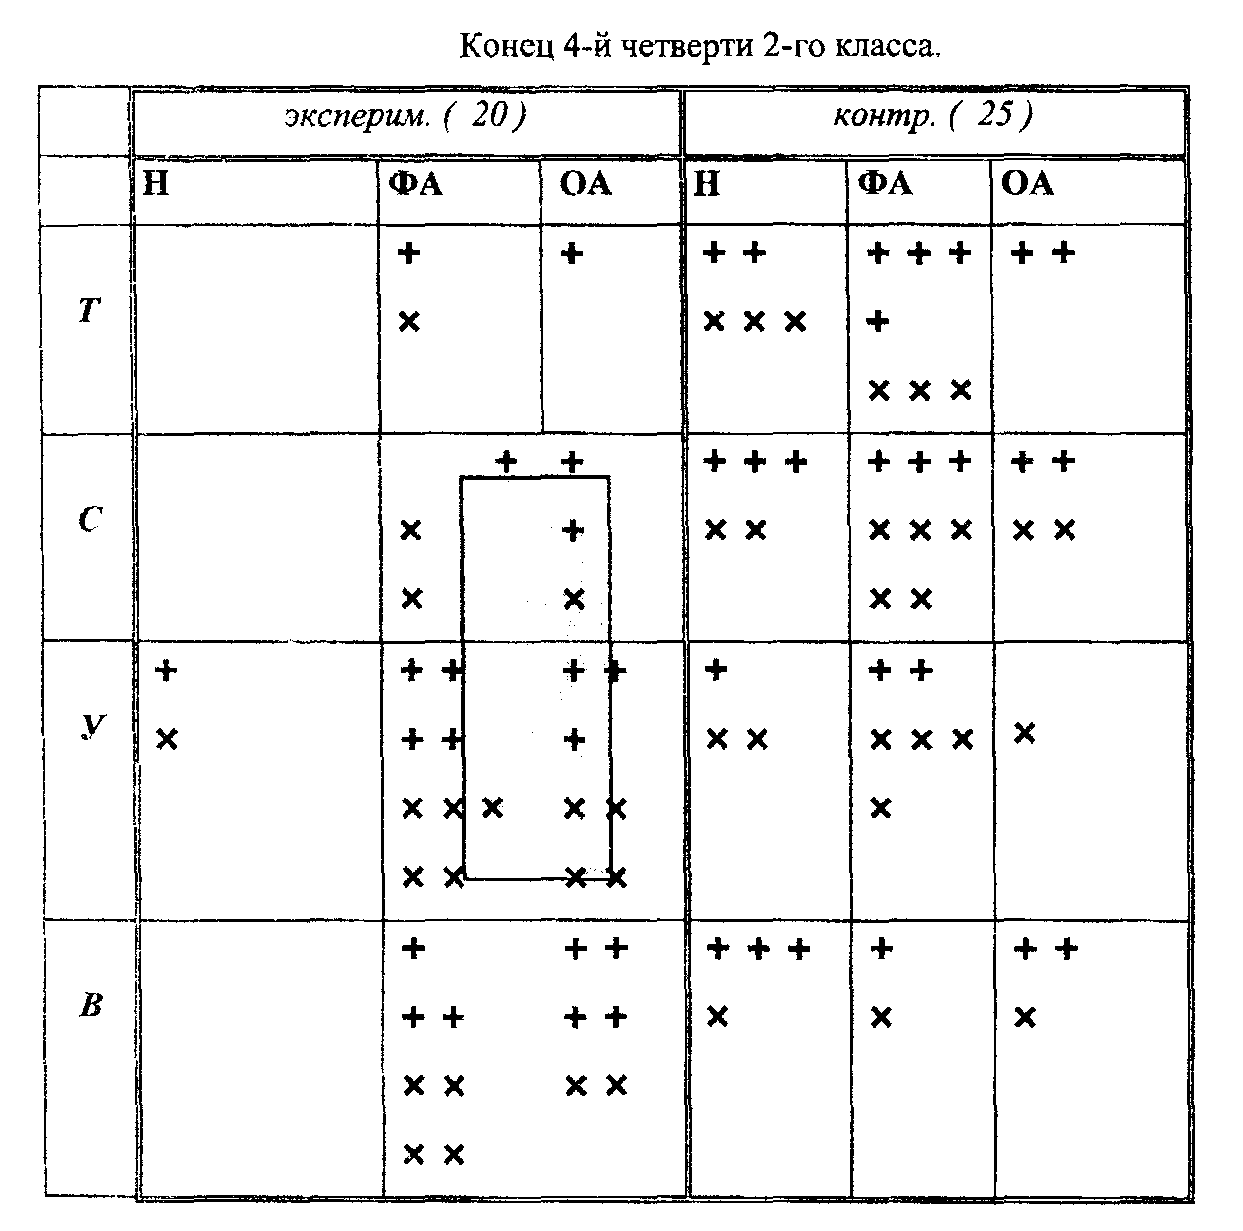 Конец 4-й четверти 2-го класса.
эксперим. ( 20 ) контр. ( 25 )
Н ФА ОА Н ФА ОА
+ + + + + + + + +
Т × × × × +
× × ×
+ + + + + + + + + +
С × + × × × × × × ×
× × × ×
+ + + + + + + +
У × + + + × × × × × ×
× × × × × ×
× × × ×
+ + + + + + + + +
В + + + + × × ×
× × × ×
× ×